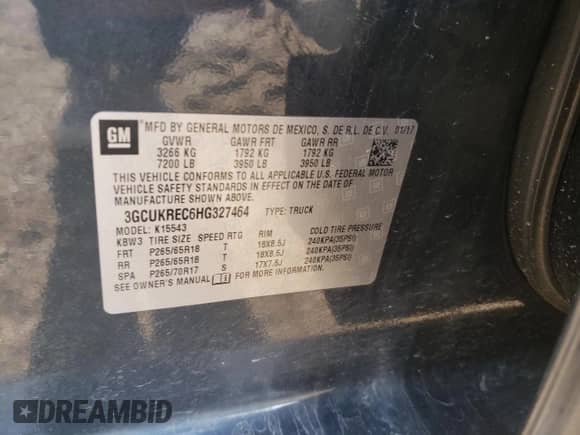 GM
MFD BY GENERAL MOTORS DE MEXICO, S. DE R.L. DE C.V. 01/17
GVWR GAWR FRT GAWR RR
3266 KG 1792 KG 1792 KG
7200 LB 3950 LB 3950 LB
THIS VEHICLE CONFORMS TO ALL APPLICABLE U.S. FEDERAL MOTOR
VEHICLE SAFETY STANDARDS IN EFFECT ON THE DATE OF
MANUFACTURE SHOWN ABOVE.
3GCUKREC6HG327464 TYPE: TRUCK
MODEL: K15543
KBW3 TIRE SIZE SPEED RTG RIM COLD TIRE PRESSURE
FRT P265/65R18 T 18X8.5J 240KPA(35PSI)
RR P265/65R18 T 18X8.5J 240KPA(35PSI)
SPA P265/70R17 S 17X7.5J 240KPA(35PSI)
SEE OWNER'S MANUAL FOR MORE INFORMATION.
DREAMBID